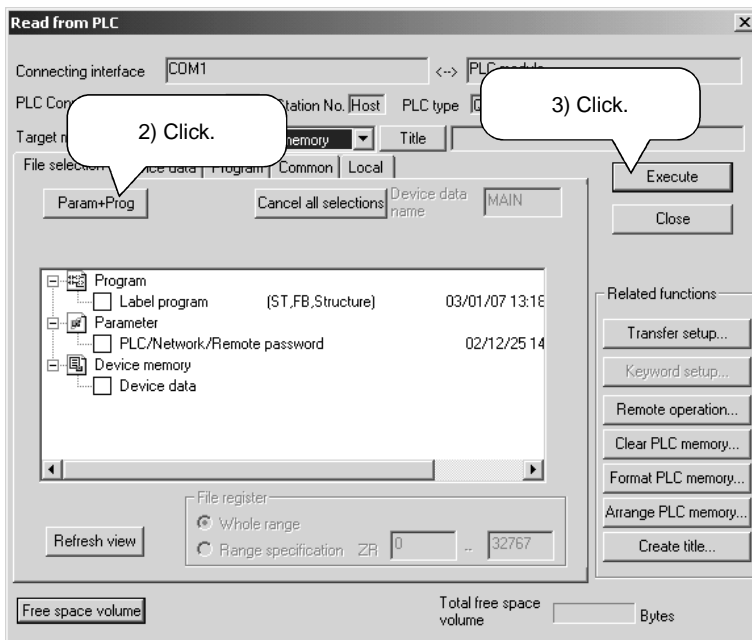 Read from PLC
Connecting interface COM1 <--> PLC module
PLC Con Station No. Host PLC type Q
2) Click.
3) Click.
Target m memory Title
File selection ice data Program Common Local
Execute
Param+Prog Cancel all selections Device data name MAIN
Close
Program
Label program (ST,FB,Structure) 03/01/07 13:18
Parameter
PLC/Network/Remote password 02/12/25 14
Device memory
Device data
Related functions
Transfer setup...
Keyword setup...
Remote operation...
Clear PLC memory...
Format PLC memory...
Arrange PLC memory...
Create title...
File register
Whole range
Range specification ZR 0 .. 32767
Refresh view
Free space volume
Total free space volume Bytes